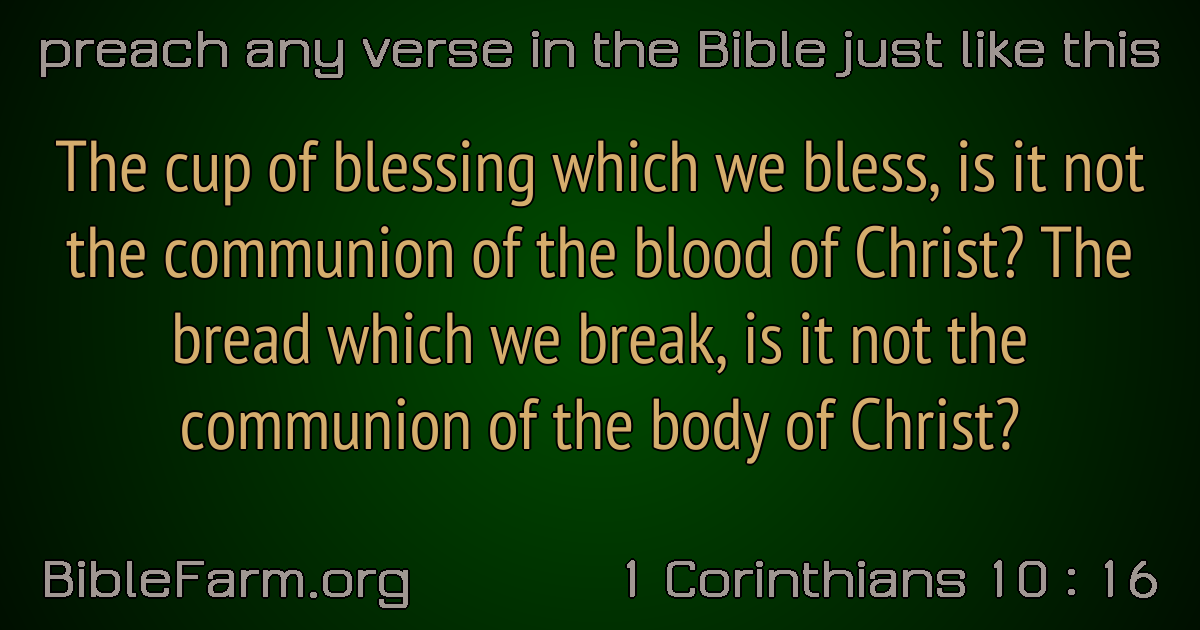 preach any verse in the Bible just like this
The cup of blessing which we bless, is it not
the communion of the blood of Christ? The
bread which we break, is it not the
communion of the body of Christ?
BibleFarm.org
1 Corinthians 10 : 16